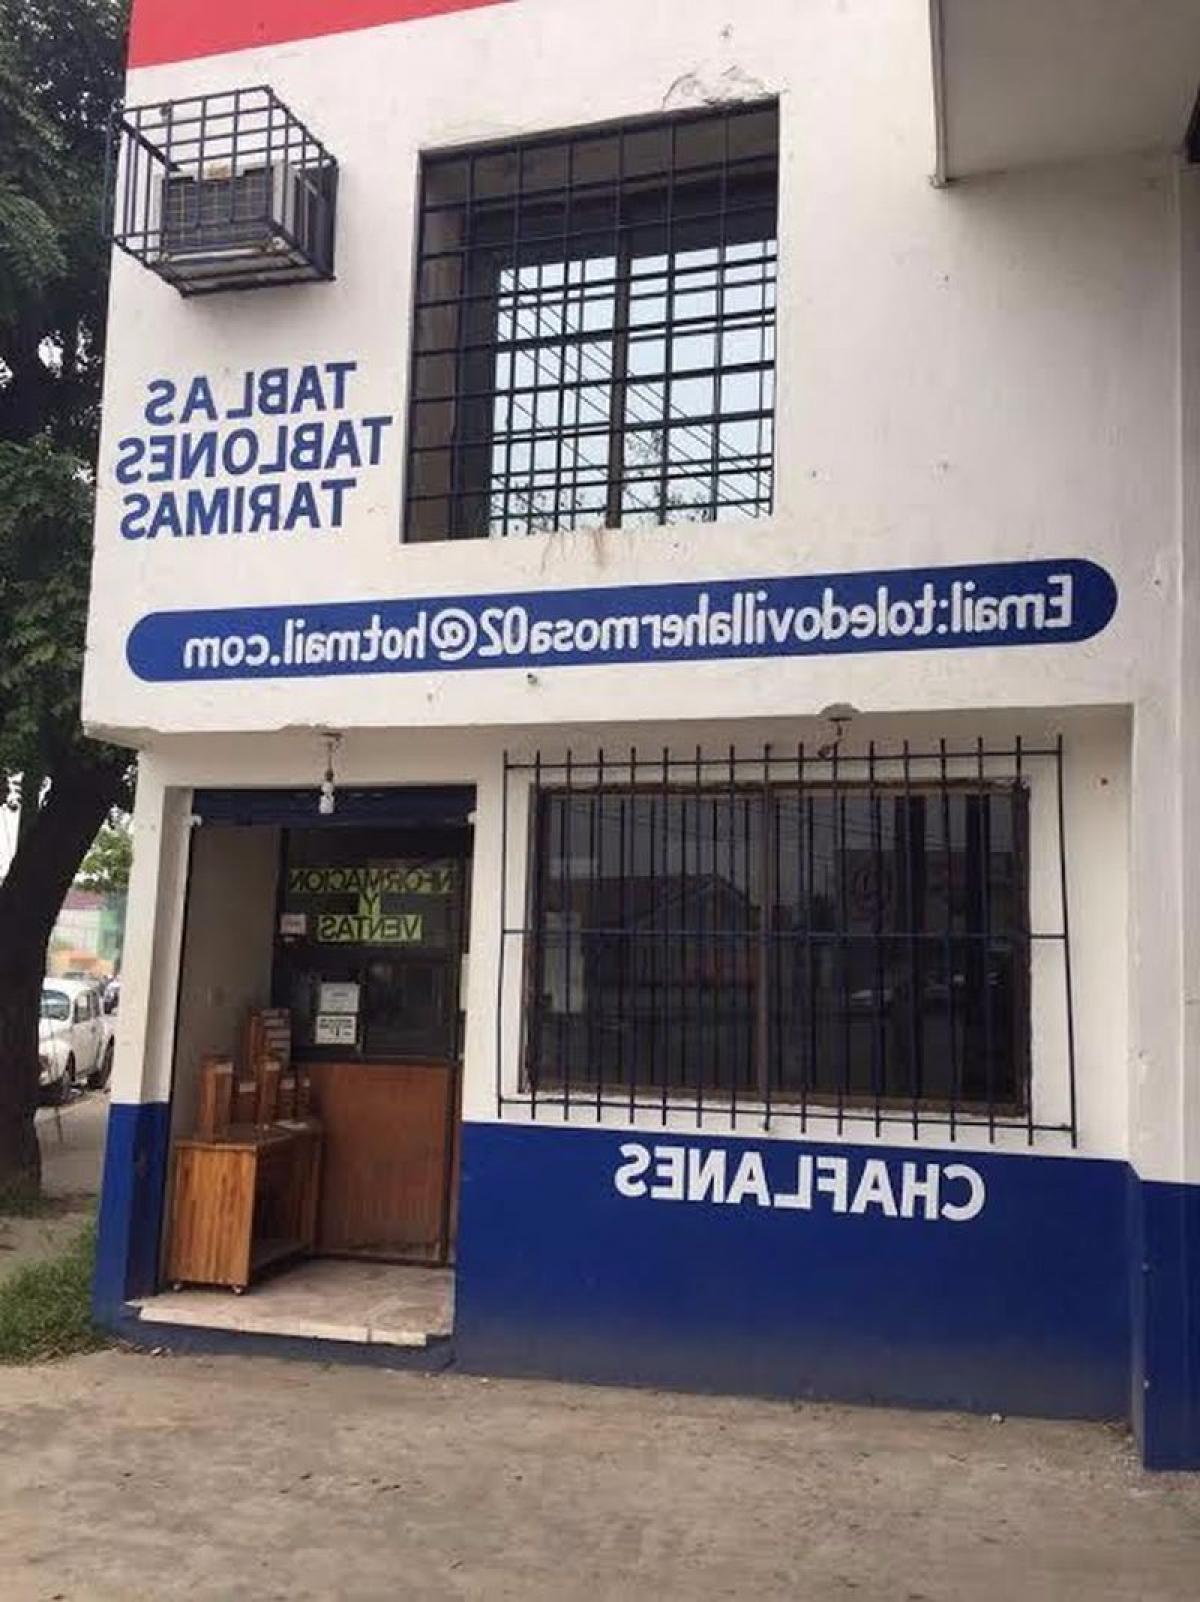 TABLAS
TABLONES
TARIMAS
Email:toledovillahermosa02@hotmail.com
INFORMACION
Y
VENTAS
CHAFLANES